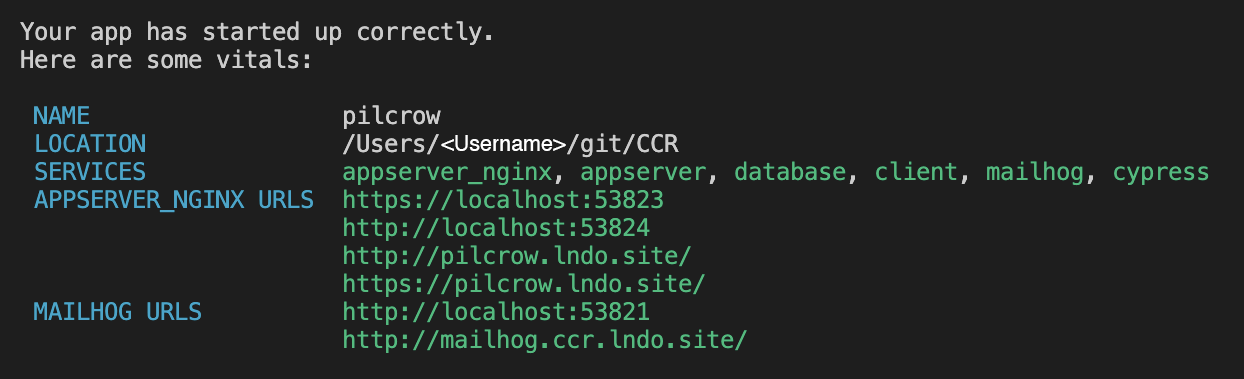 Your app has started up correctly.
Here are some vitals:
NAME pilcrow
LOCATION /Users/<Username>/git/CCR
SERVICES appserver_nginx, appserver, database, client, mailhog, cypress
APPSERVER_NGINX URLS https://localhost:53823
http://localhost:53824
http://pilcrow.lndo.site/
https://pilcrow.lndo.site/
MAILHOG URLS http://localhost:53821
http://mailhog.ccr.lndo.site/